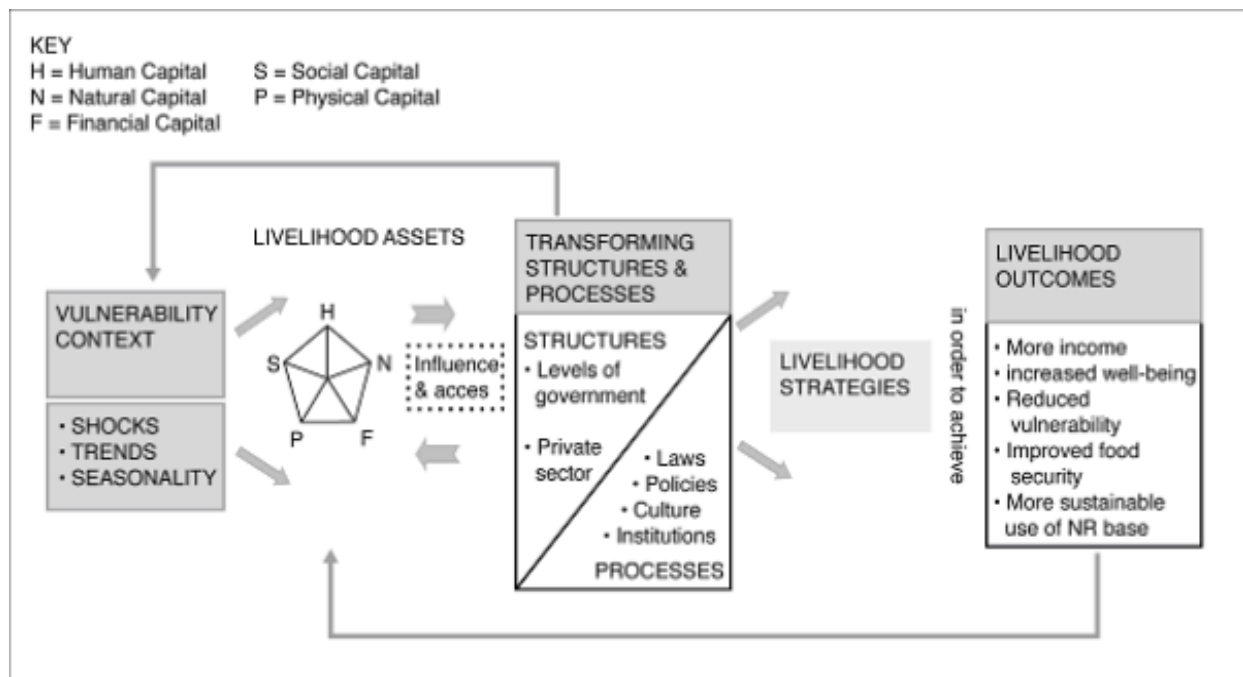 KEY
H = Human Capital
S = Social Capital
N = Natural Capital
P = Physical Capital
F = Financial Capital
LIVELIHOOD ASSETS
VULNERABILITY
CONTEXT
• SHOCKS
• TRENDS
• SEASONALITY
H
S
N
P
F
Influence
& acces
TRANSFORMING
STRUCTURES &
PROCESSES
STRUCTURES
• Levels of
government
• Private
sector
• Laws
• Policies
• Culture
• Institutions
PROCESSES
LIVELIHOOD
STRATEGIES
in order to achieve
LIVELIHOOD
OUTCOMES
• More income
• increased well-being
• Reduced
vulnerability
• Improved food
security
• More sustainable
use of NR base